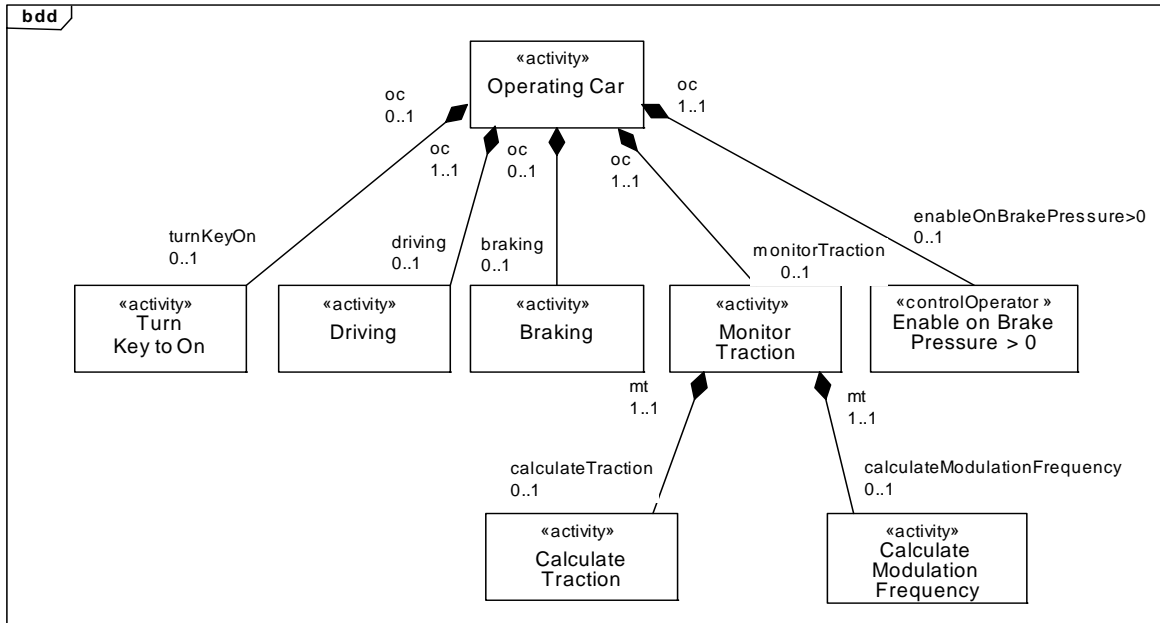 bdd
«activity»
Operating Car
oc
0..1
oc
1..1
oc
0..1
oc
1..1
oc
1..1
turnKeyOn
0..1
driving
0..1
braking
0..1
monitorTraction
0..1
enableOnBrakePressure>0
0..1
«activity»
Turn
Key to On
«activity»
Driving
«activity»
Braking
«activity»
Monitor
Traction
«controlOperator »
Enable on Brake
Pressure > 0
mt
1..1
mt
1..1
calculateTraction
0..1
calculateModulationFrequency
0..1
«activity»
Calculate
Traction
«activity»
Calculate
Modulation
Frequency